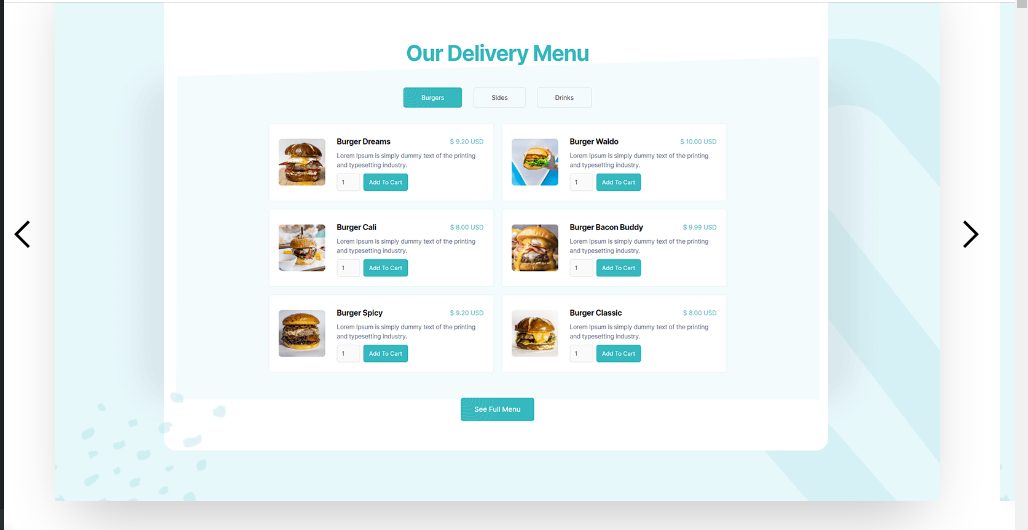 Our Delivery Menu
Burgers
Sides
Drinks
Burger Dreams
$ 9.20 USD
Lorem Ipsum is simply dummy text of the printing
and typesetting industry.
1
Add To Cart
Burger Waldo
$ 10.00 USD
Lorem Ipsum is simply dummy text of the printing
and typesetting industry.
1
Add To Cart
Burger Cali
$ 8.00 USD
Lorem Ipsum is simply dummy text of the printing
and typesetting industry.
1
Add To Cart
Burger Bacon Buddy
$ 9.99 USD
Lorem Ipsum is simply dummy text of the printing
and typesetting industry.
1
Add To Cart
Burger Spicy
$ 9.20 USD
Lorem Ipsum is simply dummy text of the printing
and typesetting industry.
1
Add To Cart
Burger Classic
$ 8.00 USD
Lorem Ipsum is simply dummy text of the printing
and typesetting industry.
1
Add To Cart
See Full Menu